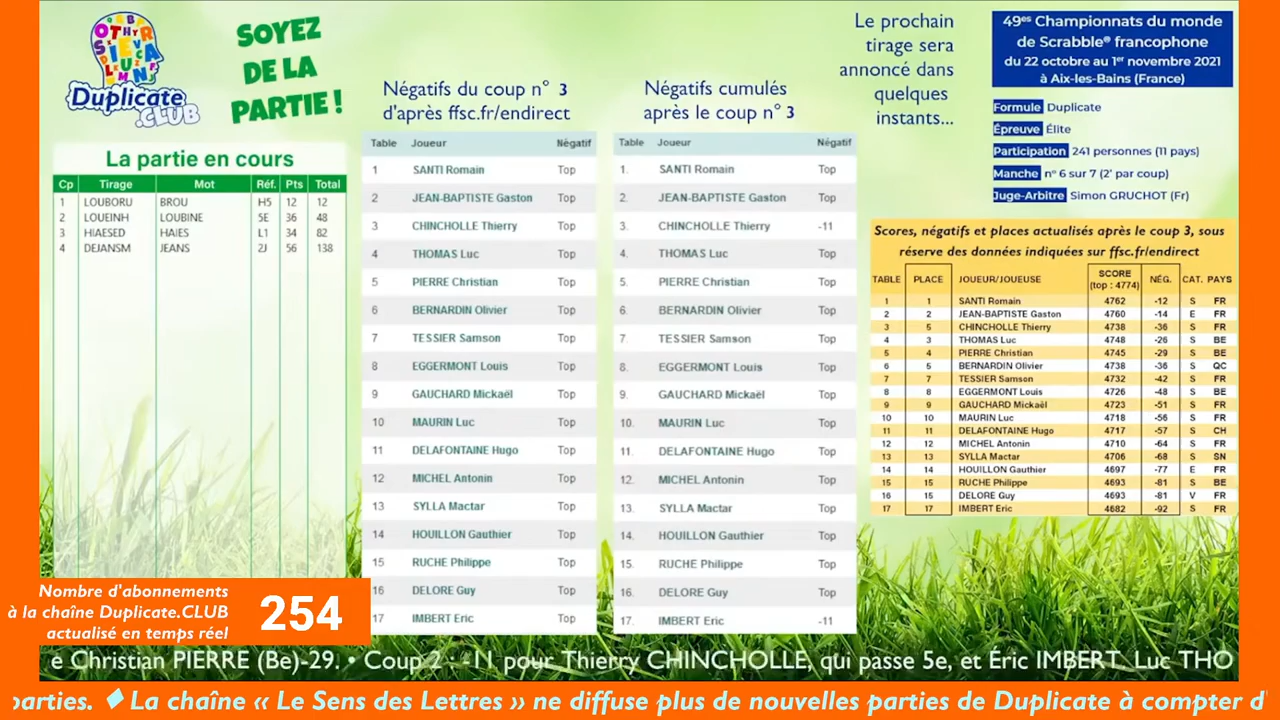 OTHYR
SIEVCA
Duplicate
.CLUB
SOYEZ
DE LA
PARTIE !
La partie en cours
Cp Tirage Mot Réf. Pts Total
1 LOUBORU BROU H5 12 12
2 LOUEINH LOUBINE 5E 36 48
3 HIAESED HAIES L1 34 82
4 DEJANSM JEANS 2J 56 138
Négatifs du coup n° 3
d'après ffsc.fr/endirect
Table Joueur Négatif
1 SANTI Romain Top
2 JEAN-BAPTISTE Gaston Top
3 CHINCHOLLE Thierry Top
4 THOMAS Luc Top
5 PIERRE Christian Top
6 BERNARDIN Olivier Top
7 TESSIER Samson Top
8 EGGERMONT Louis Top
9 GAUCHARD Mickaël Top
10 MAURIN Luc Top
11 DELAFONTAINE Hugo Top
12 MICHEL Antonin Top
13 SYLLA Mactar Top
14 HOUILLON Gauthier Top
15 RUCHE Philippe Top
16 DELORE Guy Top
17 IMBERT Eric Top
Négatifs cumulés
après le coup n° 3
Table Joueur Négatif
1. SANTI Romain Top
2. JEAN-BAPTISTE Gaston Top
3. CHINCHOLLE Thierry -11
4. THOMAS Luc Top
5. PIERRE Christian Top
6. BERNARDIN Olivier Top
7. TESSIER Samson Top
8. EGGERMONT Louis Top
9. GAUCHARD Mickaël Top
10. MAURIN Luc Top
11. DELAFONTAINE Hugo Top
12. MICHEL Antonin Top
13. SYLLA Mactar Top
14. HOUILLON Gauthier Top
15. RUCHE Philippe Top
16. DELORE Guy Top
17. IMBERT Eric -11
Le prochain
tirage sera
annoncé dans
quelques
instants...
49es Championnats du monde
de Scrabble® francophone
du 22 octobre au 1er novembre 2021
à Aix-les-Bains (France)
Formule Duplicate
Épreuve Élite
Participation 241 personnes (11 pays)
Manche n° 6 sur 7 (2' par coup)
Juge-Arbitre Simon GRUCHOT (Fr)
Scores, négatifs et places actualisés après le coup 3, sous
réserve des données indiquées sur ffsc.fr/endirect
TABLE PLACE JOUEUR/JOUEUSE SCORE (top : 4774) NÉG. CAT. PAYS
1 1 SANTI Romain 4762 -12 S FR
2 2 JEAN-BAPTISTE Gaston 4760 -14 E FR
3 5 CHINCHOLLE Thierry 4738 -36 S FR
4 3 THOMAS Luc 4748 -26 S BE
5 4 PIERRE Christian 4745 -29 S BE
6 5 BERNARDIN Olivier 4738 -36 S QC
7 7 TESSIER Samson 4732 -42 S FR
8 8 EGGERMONT Louis 4726 -48 S BE
9 9 GAUCHARD Mickaël 4723 -51 S FR
10 10 MAURIN Luc 4718 -56 S FR
11 11 DELAFONTAINE Hugo 4717 -57 S CH
12 12 MICHEL Antonin 4710 -64 S FR
13 13 SYLLA Mactar 4706 -68 S SN
14 14 HOUILLON Gauthier 4697 -77 E FR
15 15 RUCHE Philippe 4693 -81 S BE
16 15 DELORE Guy 4693 -81 V FR
17 17 IMBERT Eric 4682 -92 S FR
Nombre d'abonnements
à la chaîne Duplicate.CLUB
actualisé en temps réel
254
e Christian PIERRE (Be)-29. • Coup 2 : -11 pour Thierry CHINCHOLLE, qui passe 5e, et Éric IMBERT. Luc THO
parties. ♦ La chaîne « Le Sens des Lettres » ne diffuse plus de nouvelles parties de Duplicate à compter d'